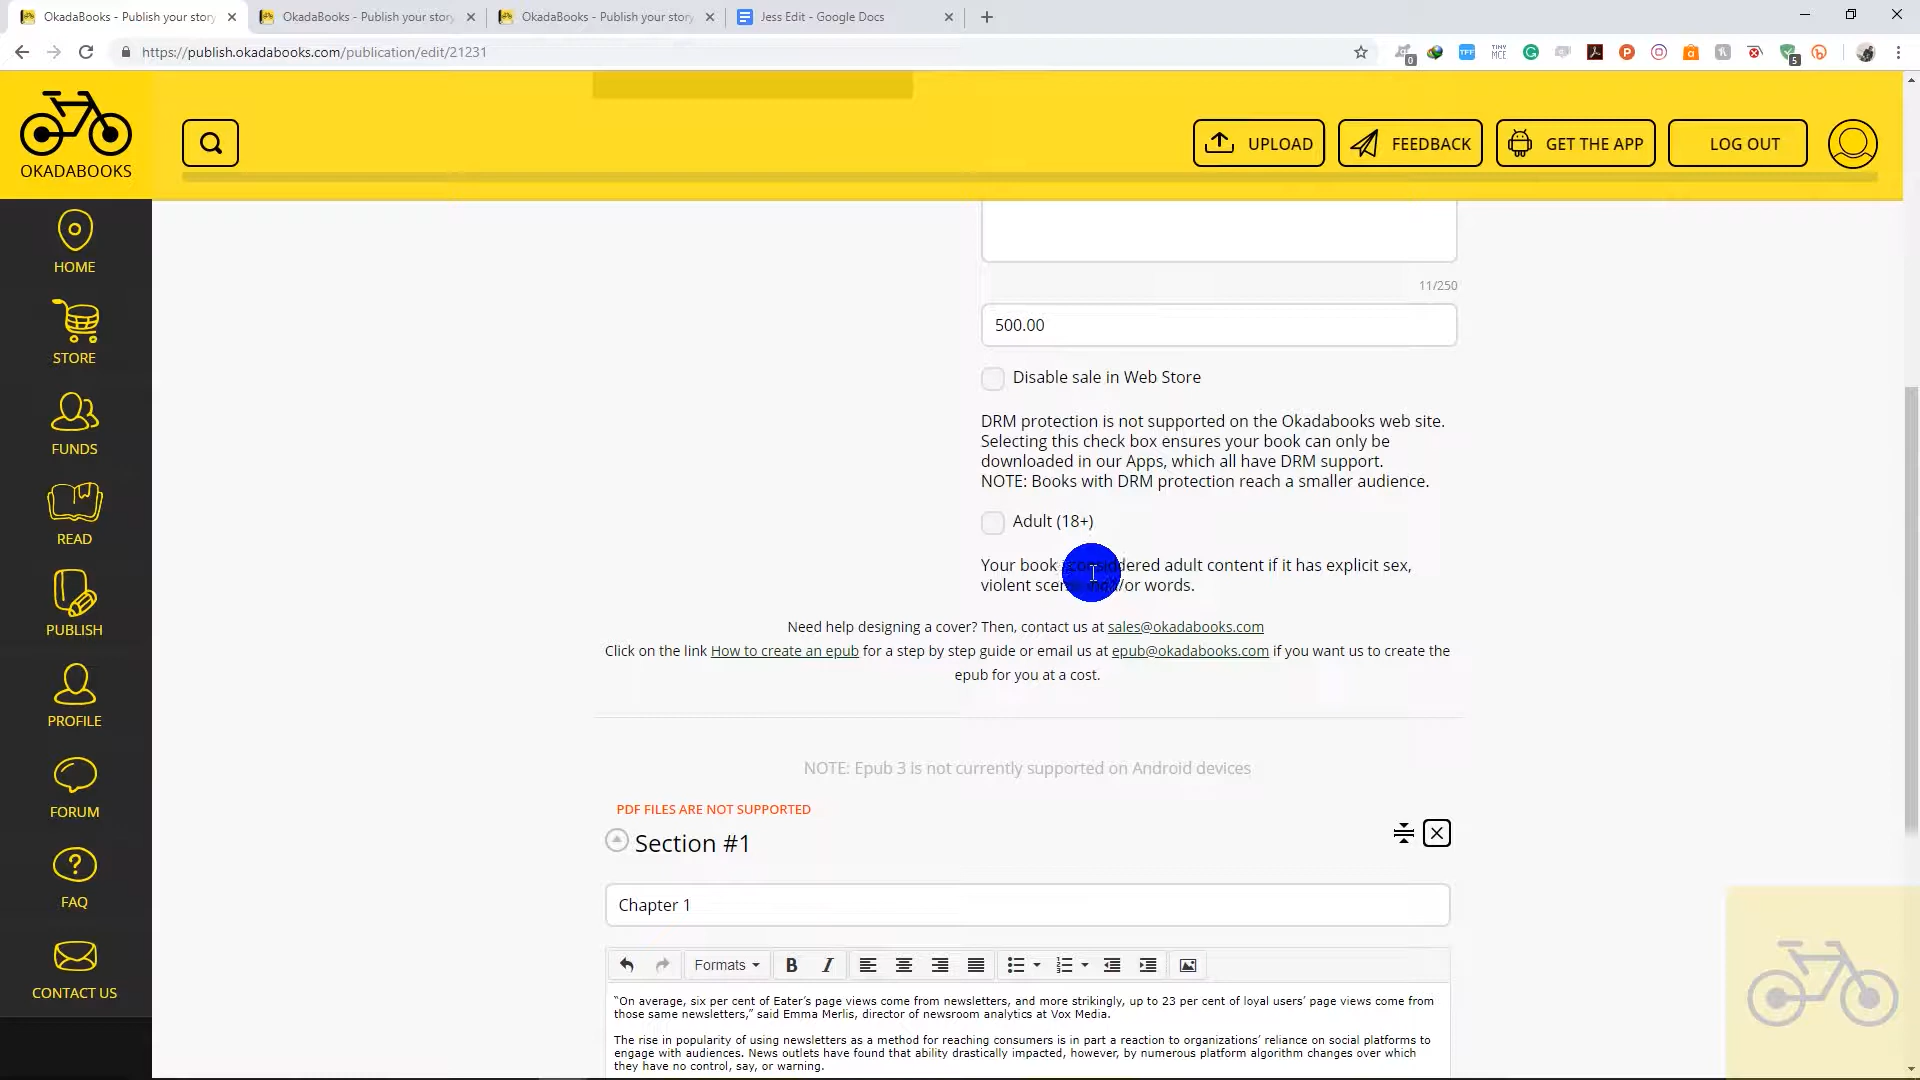 OkadaBooks - Publish your story
OkadaBooks - Publish your story
OkadaBooks - Publish your story
Jess Edit - Google Docs
https://publish.okadabooks.com/publication/edit/21231
0
TFF
TINY
MCE
5
OKADABOOKS
UPLOAD
FEEDBACK
GET THE APP
LOG OUT
HOME
STORE
FUNDS
READ
PUBLISH
PROFILE
FORUM
FAQ
CONTACT US
11/250
500.00
Disable sale in Web Store
DRM protection is not supported on the Okadabooks web site.
Selecting this check box ensures your book can only be
downloaded in our Apps, which all have DRM support.
NOTE: Books with DRM protection reach a smaller audience.
Adult (18+)
Your book considdered adult content if it has explicit sex,
violent scens and/or words.
Need help designing a cover? Then, contact us at sales@okadabooks.com
Click on the link How to create an epub for a step by step guide or email us at epub@okadabooks.com if you want us to create the
epub for you at a cost.
NOTE: Epub 3 is not currently supported on Android devices
PDF FILES ARE NOT SUPPORTED
Section #1
Chapter 1
Formats
B I
“On average, six per cent of Eater’s page views come from newsletters, and more strikingly, up to 23 per cent of loyal users’ page views come from
those same newsletters,” said Emma Merlis, director of newsroom analytics at Vox Media.
The rise in popularity of using newsletters as a method for reaching consumers is in part a reaction to organizations’ reliance on social platforms to
engage with audiences. News outlets have found that ability drastically impacted, however, by numerous platform algorithm changes over which
they have no control, say, or warning.